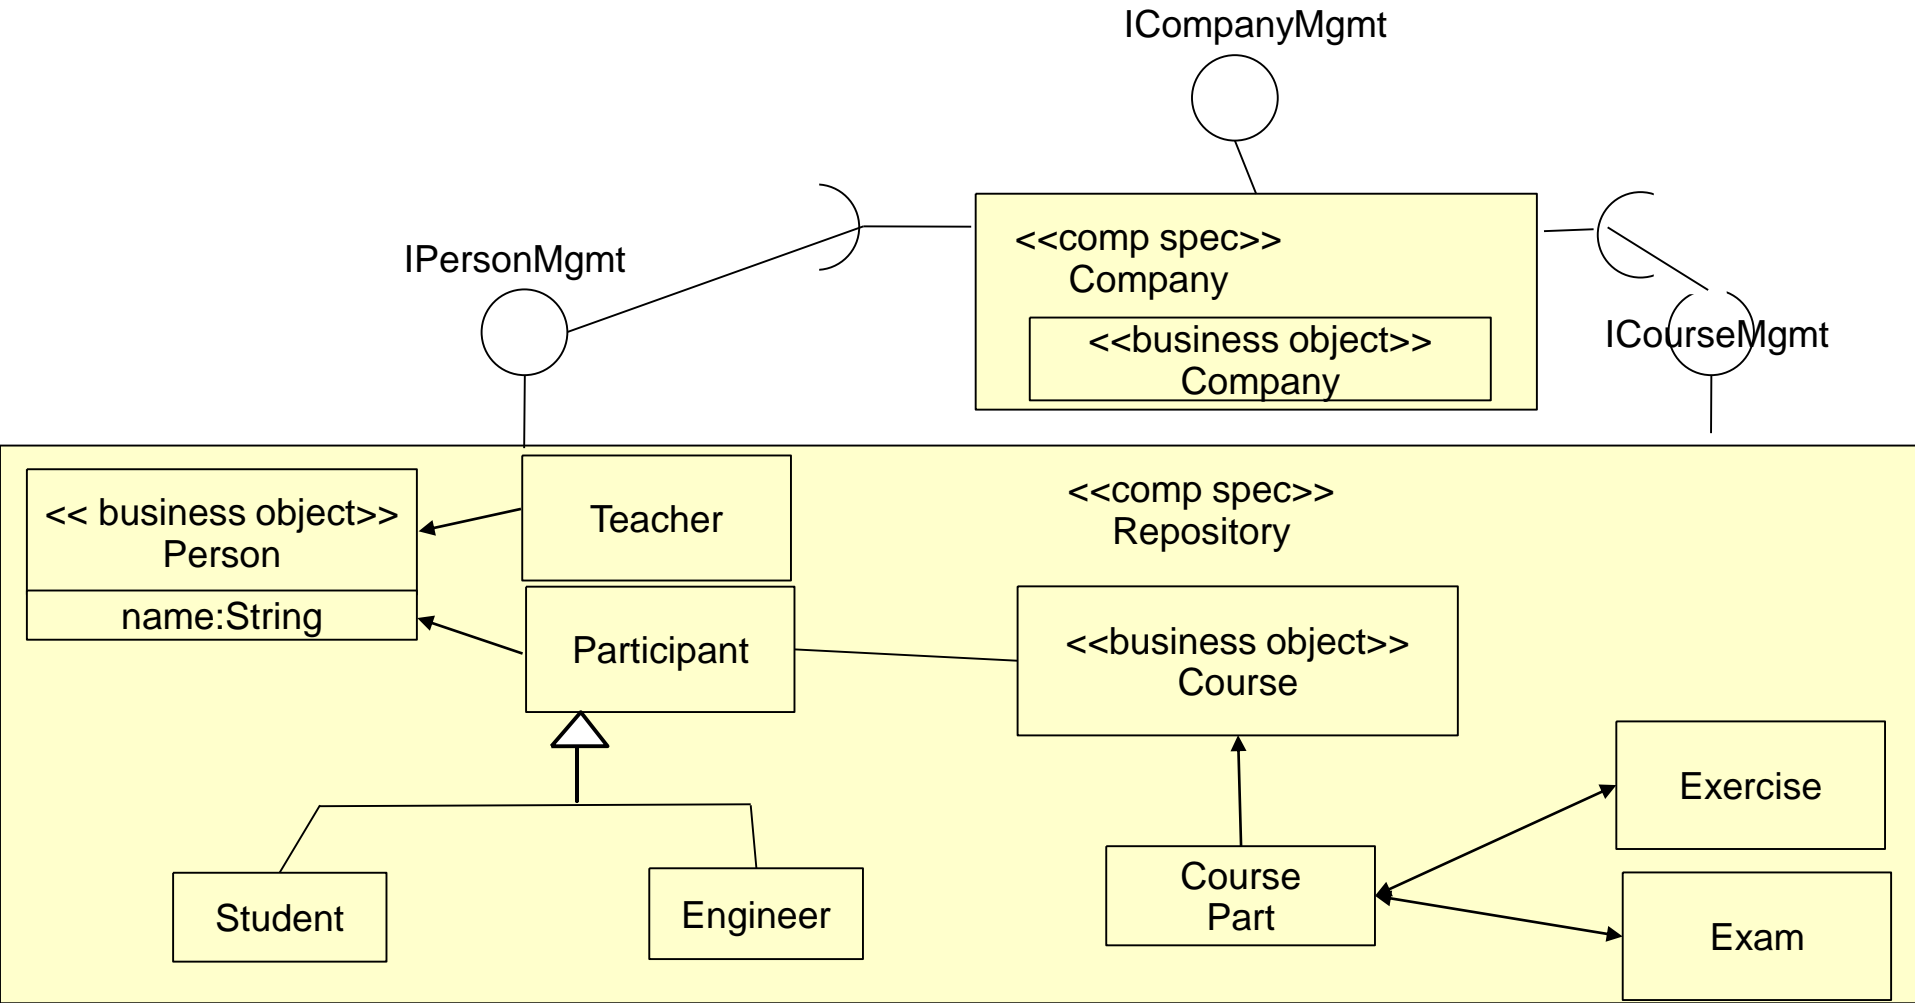 ICompanyMgmt
<<comp spec>>
Company
IPersonMgmt
<<business object>>
Company
ICourseMgmt
<< business object>>
Person
name:String
Teacher
<<comp spec>>
Repository
Participant
<<business object>>
Course
Exercise
Student
Engineer
Course
Part
Exam